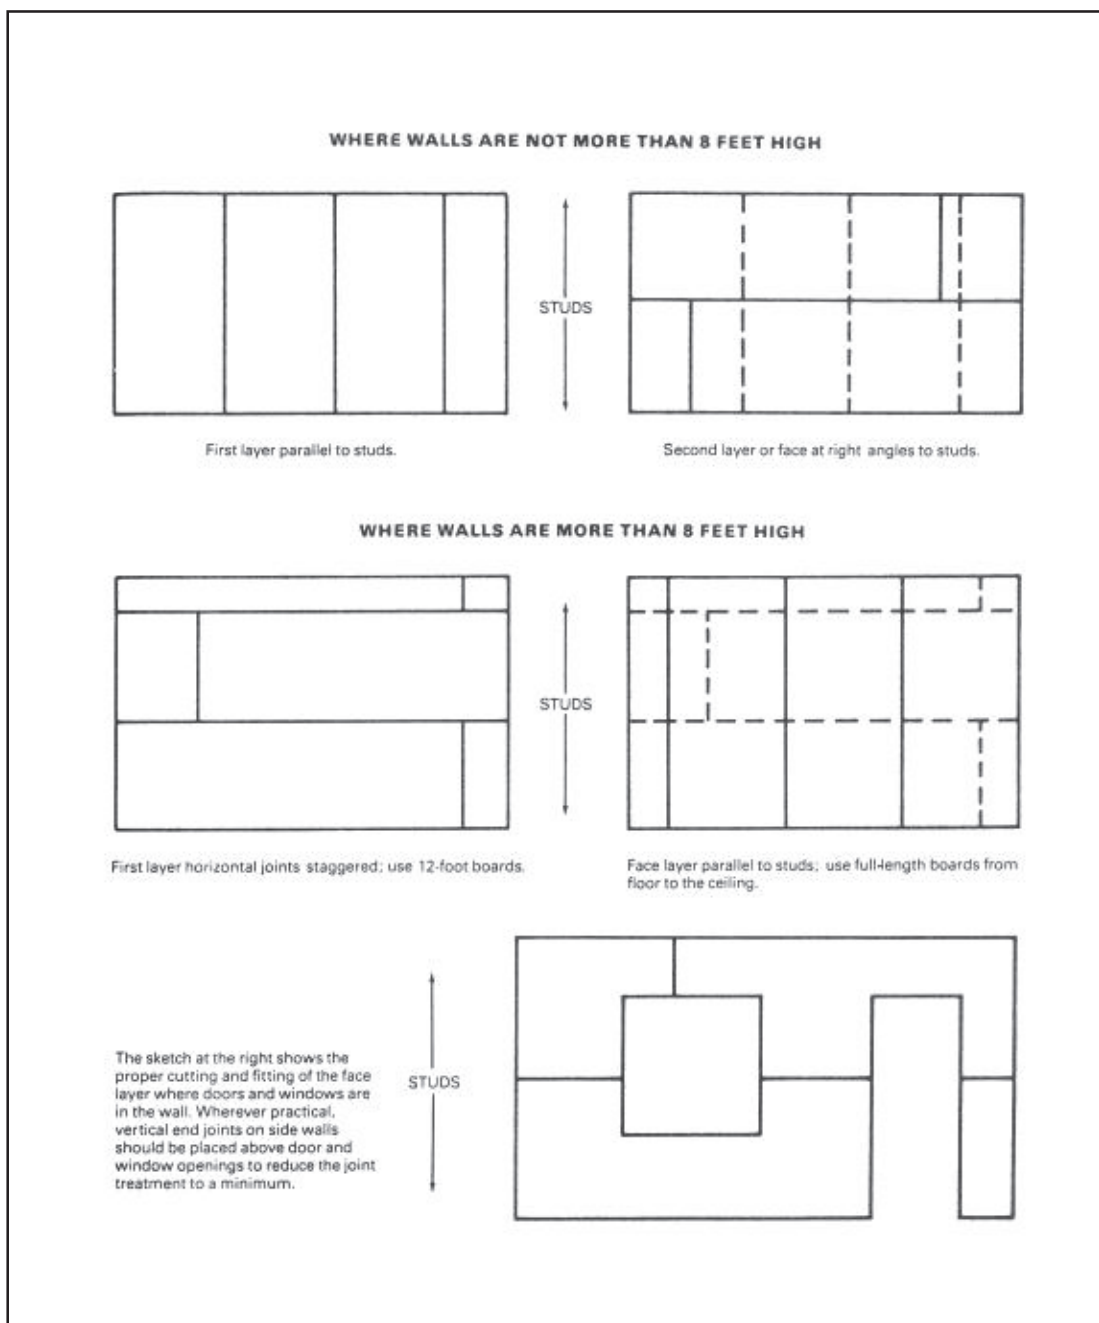 WHERE WALLS ARE NOT MORE THAN 8 FEET HIGH
STUDS
First layer parallel to studs.
Second layer or face at right angles to studs.
WHERE WALLS ARE MORE THAN 8 FEET HIGH
STUDS
First layer horizontal joints staggered; use 12-foot boards.
Face layer parallel to studs; use full-length boards from
floor to the ceiling.
The sketch at the right shows the
proper cutting and fitting of the face
layer where doors and windows are
in the wall. Wherever practical,
vertical end joints on side walls
should be placed above door and
window openings to reduce the joint
treatment to a minimum.
STUDS